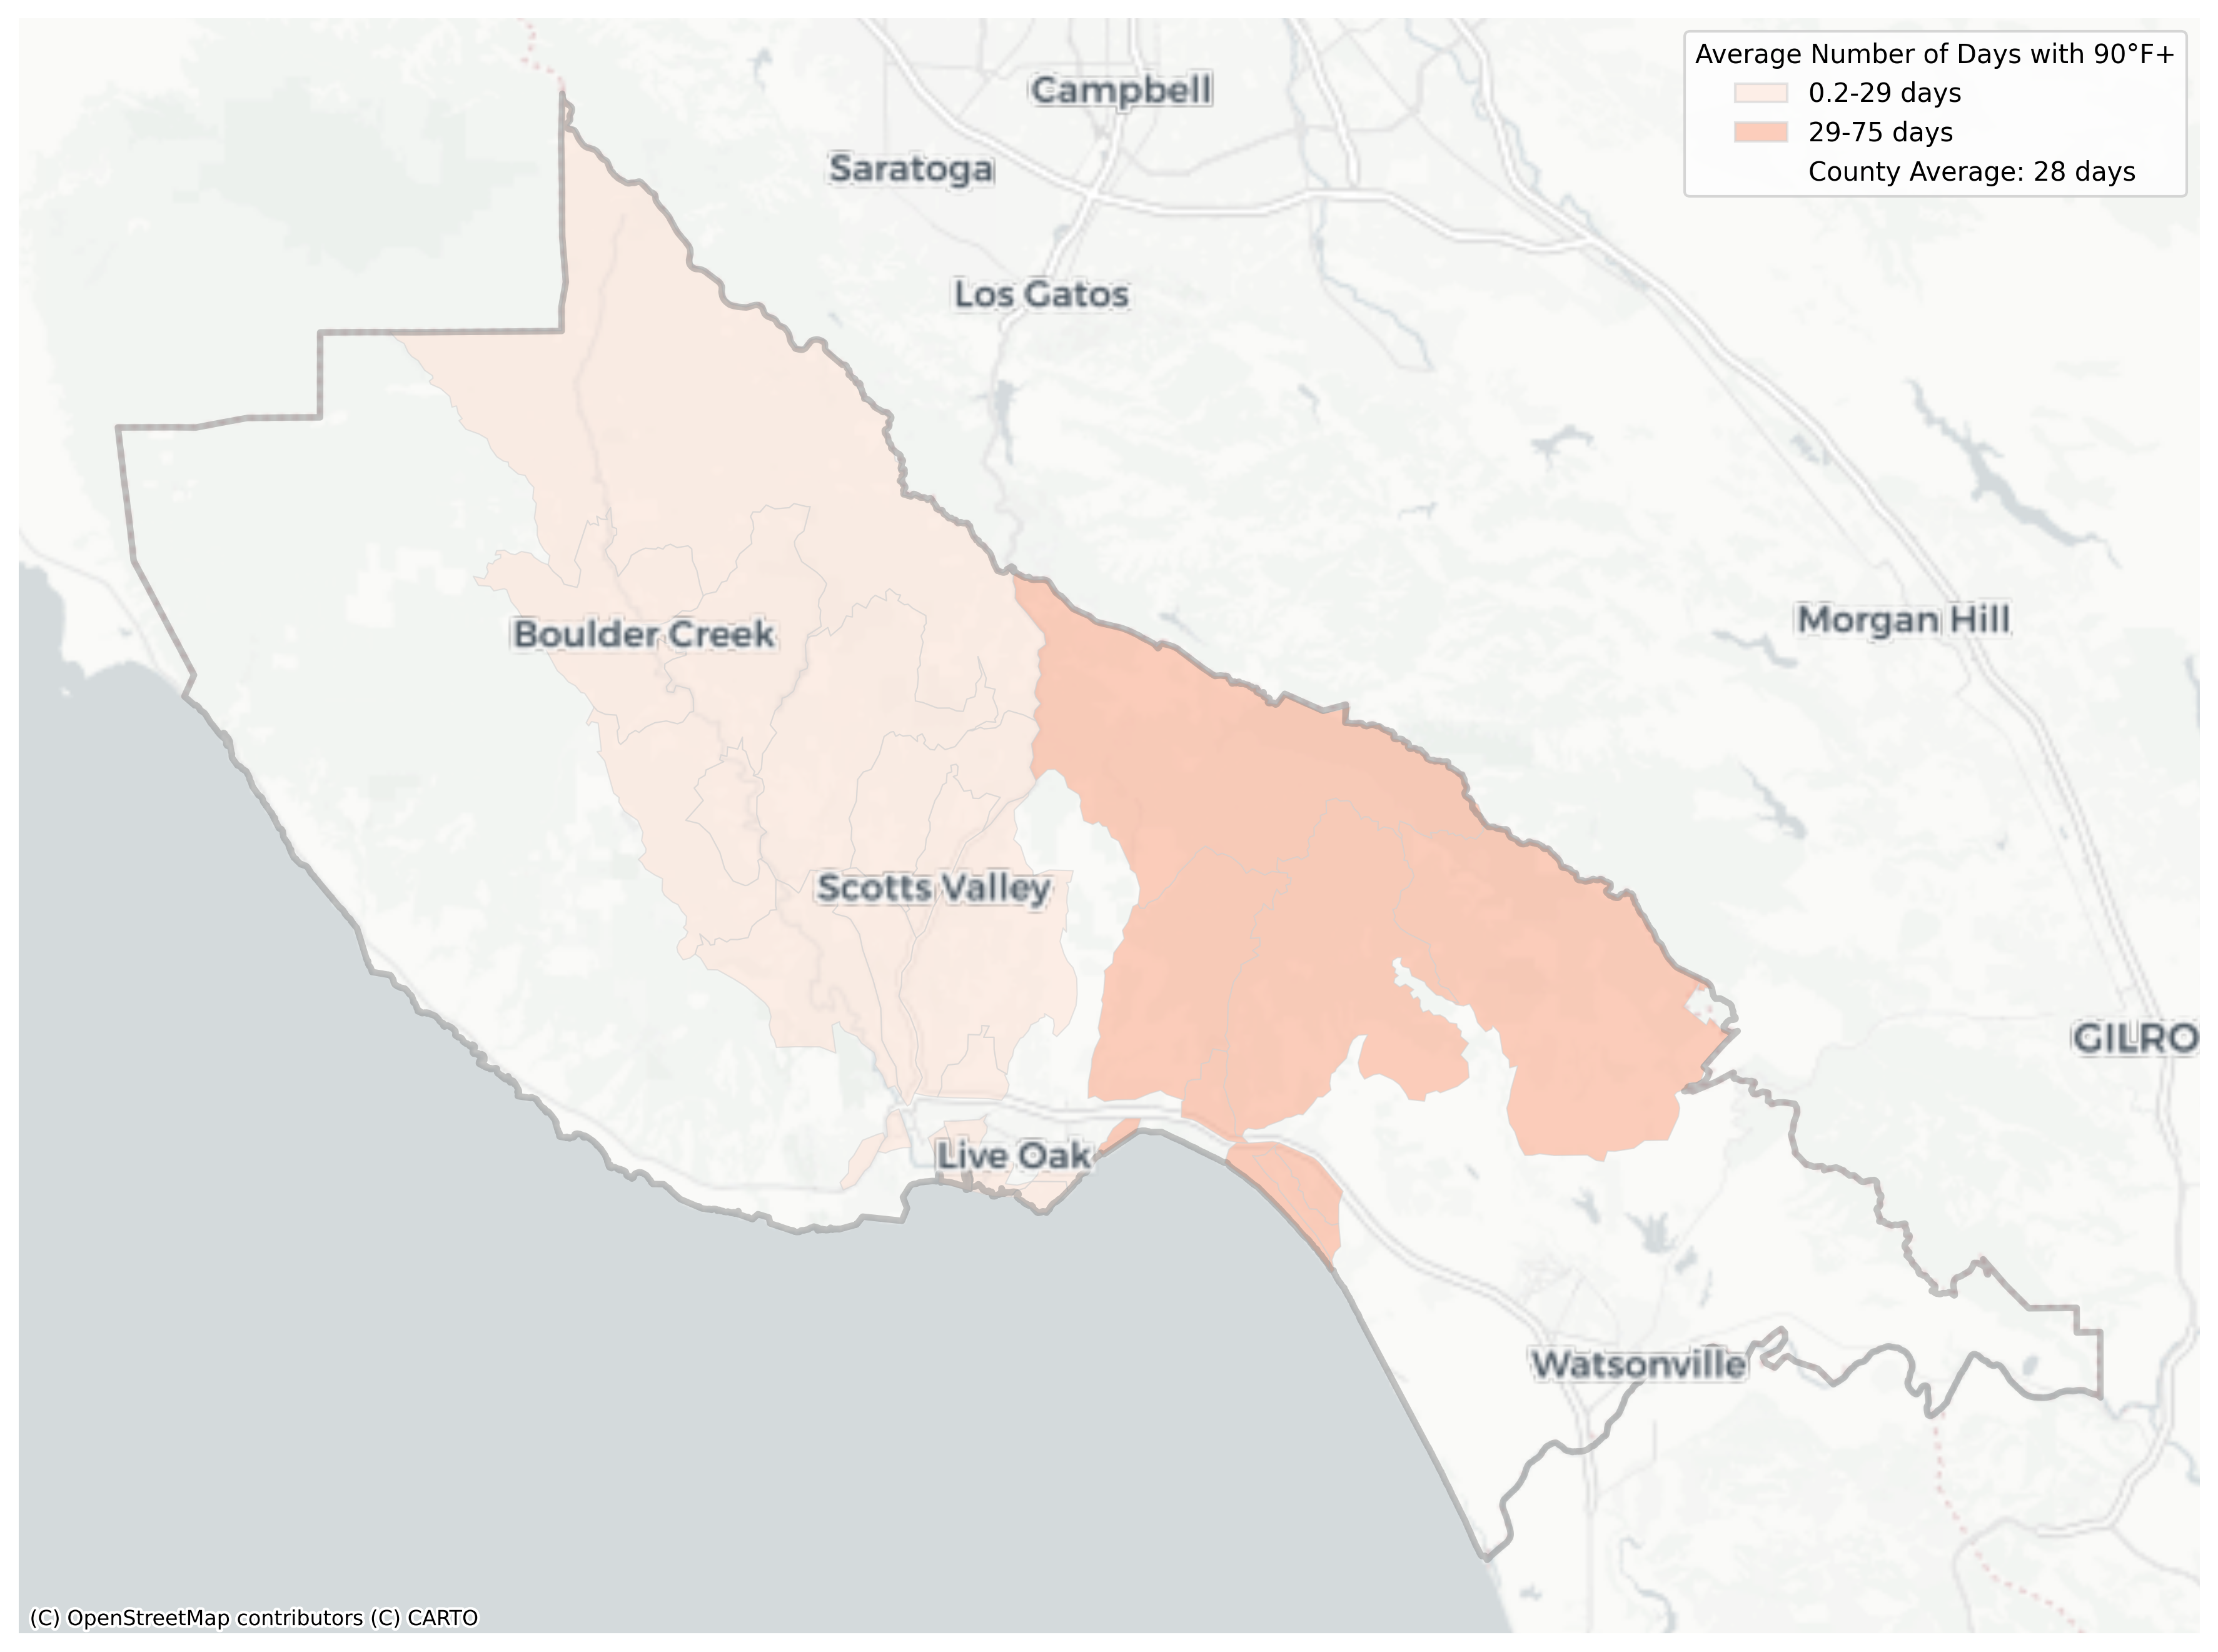 Average Number of Days with 90°F+
0.2-29 days
29-75 days
County Average: 28 days
Campbell
Saratoga
Los Gatos
Morgan Hill
Boulder Creek
Scotts Valley
GILRO
Live Oak
Watsonville
(C) OpenStreetMap contributors (C) CARTO